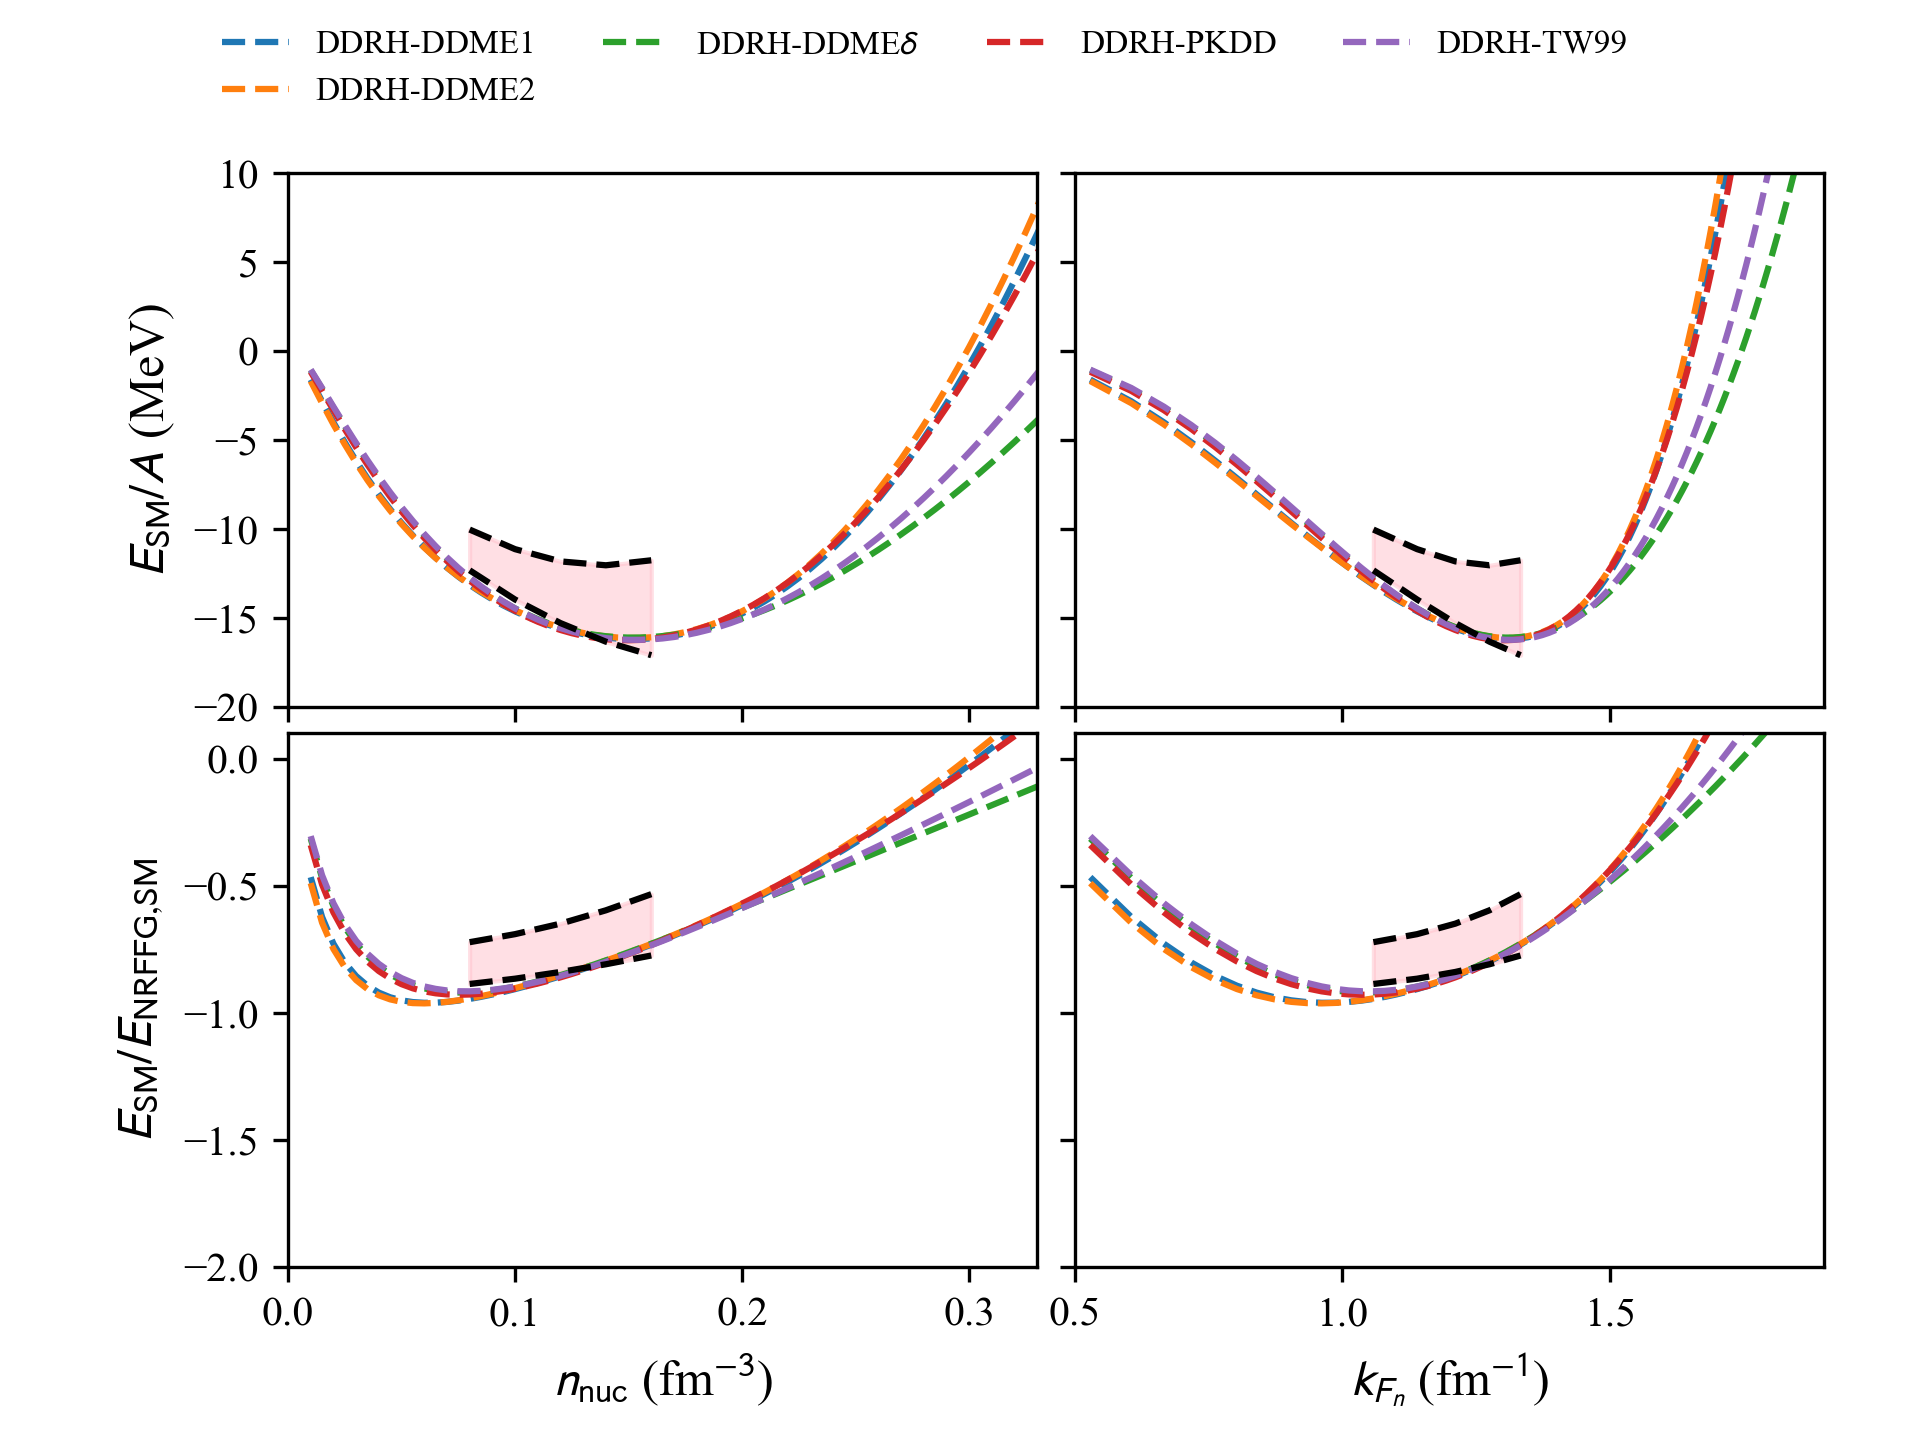 DDRH-DDME1 DDRH-DDMEδ DDRH-PKDD DDRH-TW99
DDRH-DDME2
10
5
0
−5
−10
−15
−20
E_SM/A (MeV)
0.0
−0.5
−1.0
−1.5
−2.0
E_SM/E_NRFFG,SM
0.0 0.1 0.2 0.3
0.5 1.0 1.5
n_nuc (fm⁻³)
k_{F_n} (fm⁻¹)